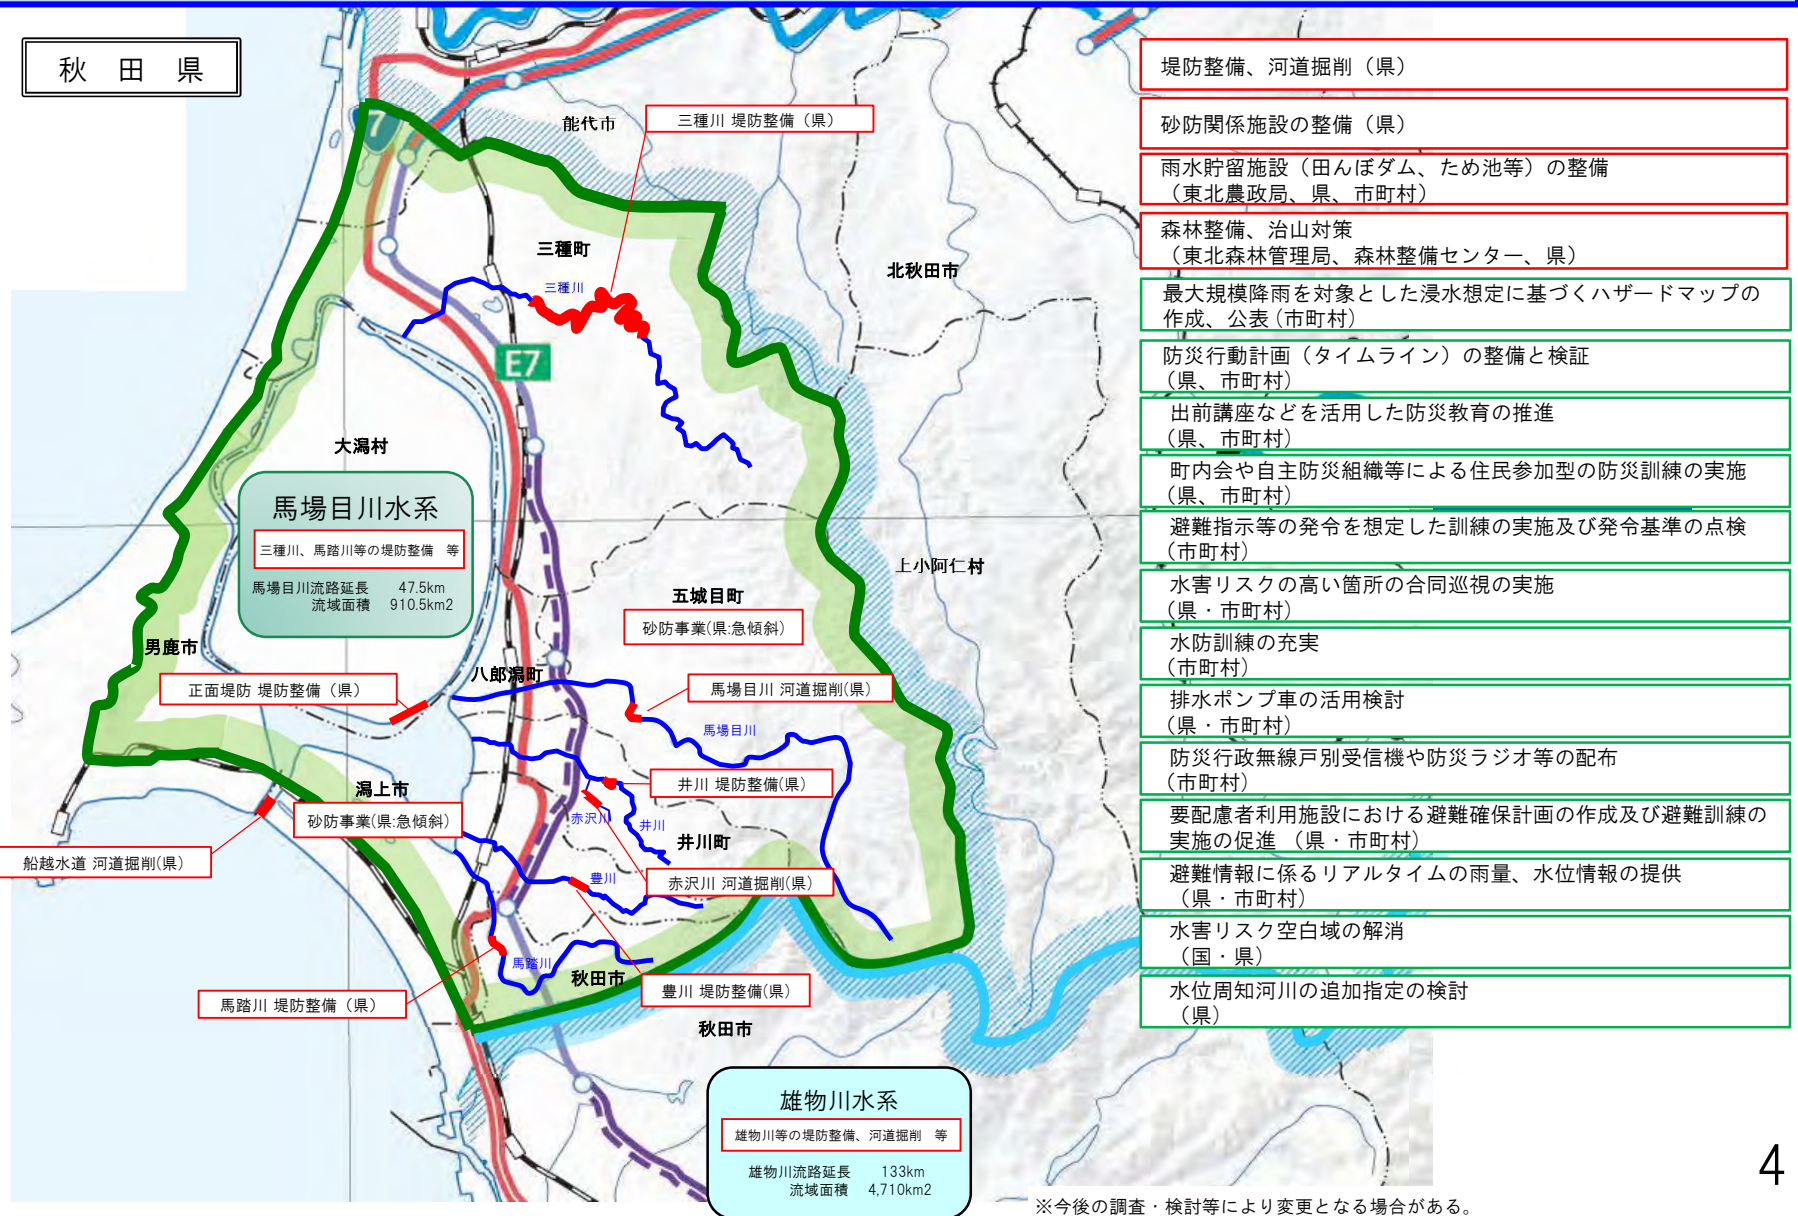 秋 田 県
7
能代市
三種川 堤防整備（県）
三種町
三種川
北秋田市
E7
大潟村
馬場目川水系
三種川、馬踏川等の堤防整備 等
馬場目川流路延長 47.5km
流域面積 910.5km2
上小阿仁村
五城目町
砂防事業(県:急傾斜)
男鹿市
八郎潟町
正面堤防 堤防整備（県）
馬場目川 河道掘削(県)
馬場目川
井川 堤防整備(県)
潟上市
砂防事業(県:急傾斜)
赤沢川
井川
井川町
船越水道 河道掘削(県)
豊川
赤沢川 河道掘削(県)
馬踏川
秋田市
豊川 堤防整備(県)
馬踏川 堤防整備（県）
秋田市
雄物川水系
雄物川等の堤防整備、河道掘削 等
雄物川流路延長 133km
流域面積 4,710km2
堤防整備、河道掘削（県）
砂防関係施設の整備（県）
雨水貯留施設（田んぼダム、ため池等）の整備
（東北農政局、県、市町村）
森林整備、治山対策
（東北森林管理局、森林整備センター、県）
最大規模降雨を対象とした浸水想定に基づくハザードマップの
作成、公表(市町村)
防災行動計画（タイムライン）の整備と検証
(県、市町村)
出前講座などを活用した防災教育の推進
(県、市町村)
町内会や自主防災組織等による住民参加型の防災訓練の実施
(県、市町村)
避難指示等の発令を想定した訓練の実施及び発令基準の点検
(市町村)
水害リスクの高い箇所の合同巡視の実施
(県・市町村)
水防訓練の充実
(市町村)
排水ポンプ車の活用検討
(県・市町村)
防災行政無線戸別受信機や防災ラジオ等の配布
(市町村)
要配慮者利用施設における避難確保計画の作成及び避難訓練の
実施の促進 （県・市町村）
避難情報に係るリアルタイムの雨量、水位情報の提供
（県・市町村）
水害リスク空白域の解消
（国・県）
水位周知河川の追加指定の検討
（県）
※今後の調査・検討等により変更となる場合がある。
4